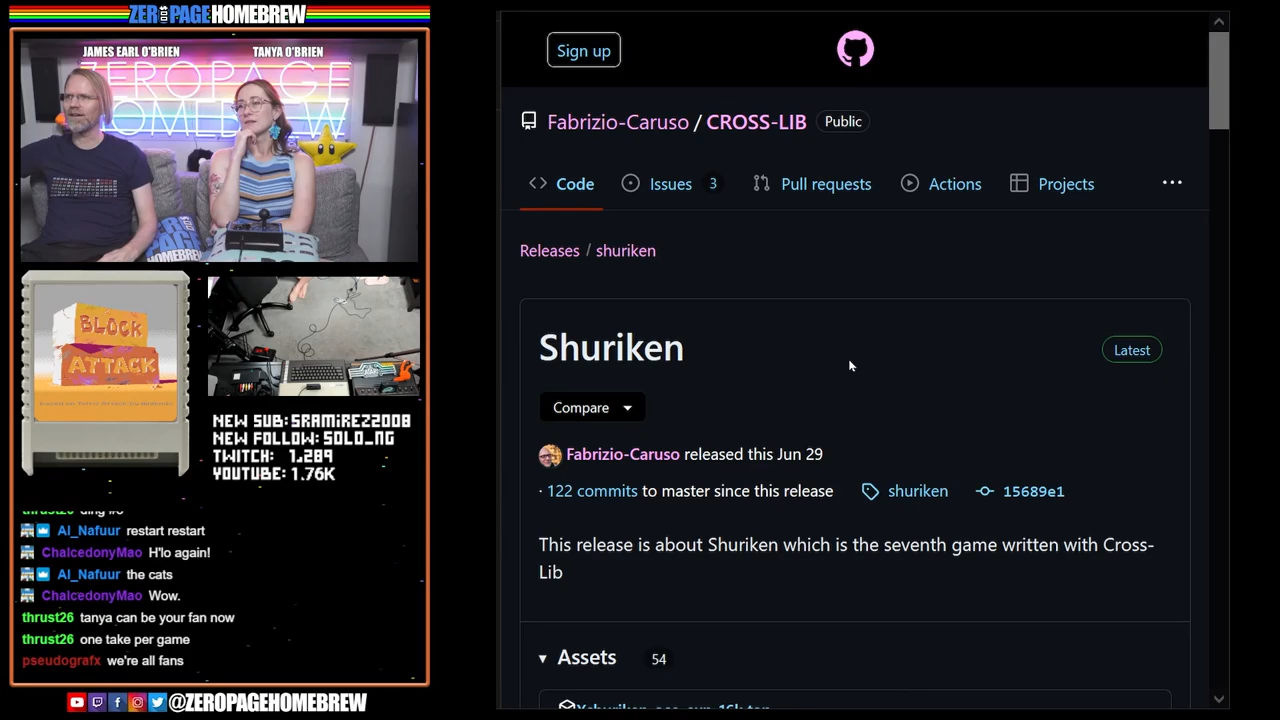 ZEROPAGE HOMEBREW
JAMES EARL O'BRIEN
TANYA O'BRIEN
ZEROPAGE
HOMEBREW
BLOCK
ATTACK
NEW SUB: SRAMIREZ2008
NEW FOLLOW: SOLO_NG
TWITCH: 1,289
YOUTUBE: 1.76K
Al_Nafuur restart restart
ChalcedonyMao H'lo again!
Al_Nafuur the cats
ChalcedonyMao Wow.
thrust26 tanya can be your fan now
thrust26 one take per game
pseudografx we're all fans
@ZEROPAGEHOMEBREW
Sign up
Fabrizio-Caruso / CROSS-LIB Public
Code Issues 3 Pull requests Actions Projects ...
Releases / shuriken
Shuriken
Latest
Compare
Fabrizio-Caruso released this Jun 29
· 122 commits to master since this release shuriken 15689e1
This release is about Shuriken which is the seventh game written with Cross-
Lib
Assets 54